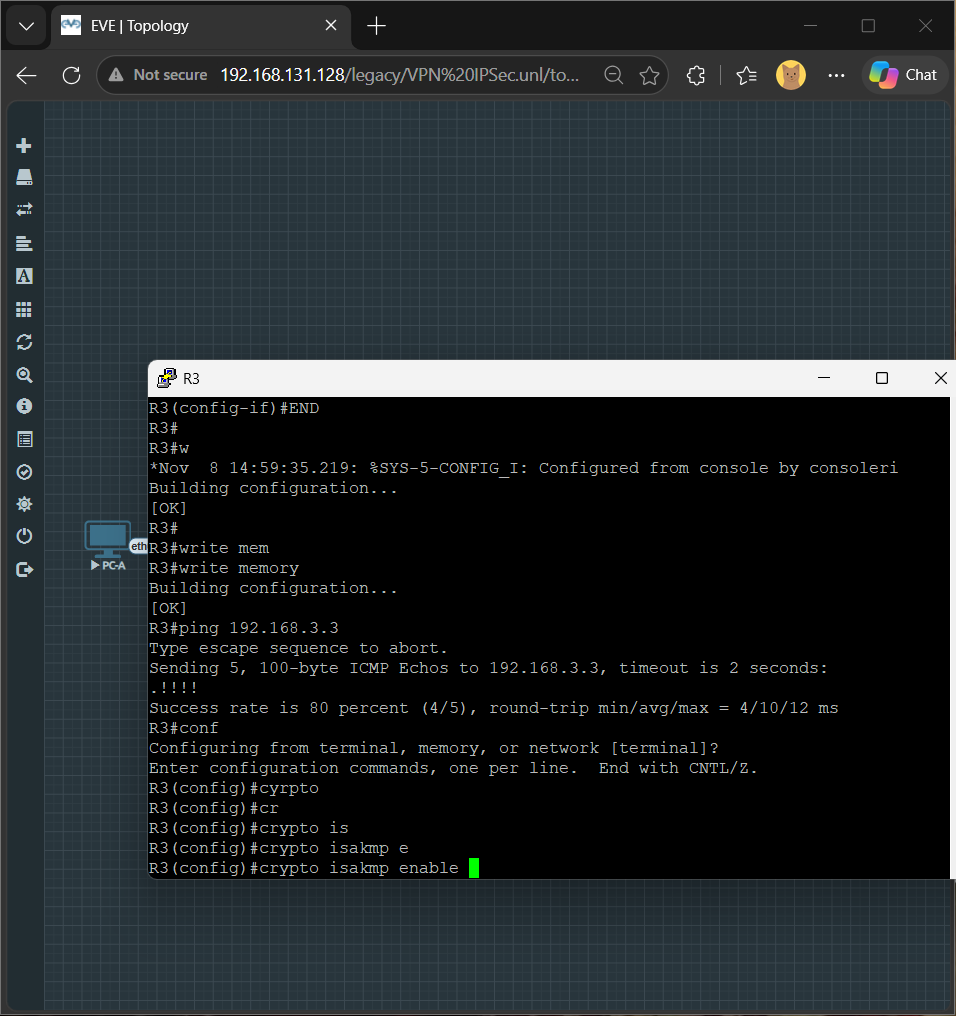 EVE | Topology
Not secure 192.168.131.128/legacy/VPN%20IPSec.unl/to...
Chat
eth
PC-A
R3
R3(config-if)#END
R3#
R3#w
*Nov  8 14:59:35.219: %SYS-5-CONFIG_I: Configured from console by consoleri
Building configuration...
[OK]
R3#
R3#write mem
R3#write memory
Building configuration...
[OK]
R3#ping 192.168.3.3
Type escape sequence to abort.
Sending 5, 100-byte ICMP Echos to 192.168.3.3, timeout is 2 seconds:
.!!!!
Success rate is 80 percent (4/5), round-trip min/avg/max = 4/10/12 ms
R3#conf
Configuring from terminal, memory, or network [terminal]?
Enter configuration commands, one per line.  End with CNTL/Z.
R3(config)#cyrpto
R3(config)#cr
R3(config)#crypto is
R3(config)#crypto isakmp e
R3(config)#crypto isakmp enable